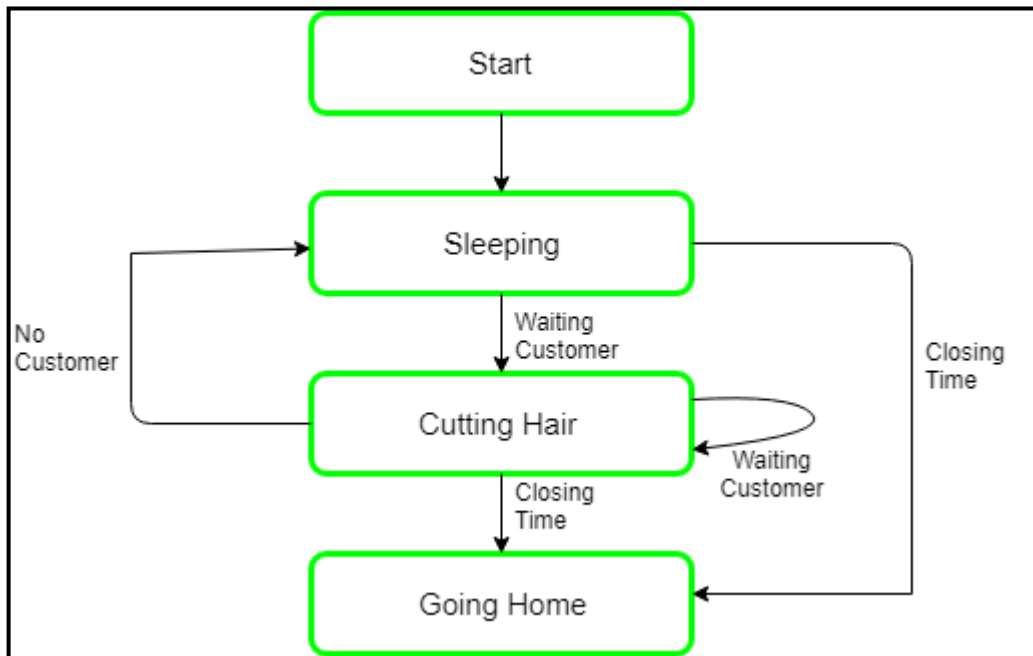 Start
Sleeping
No
Customer
Waiting
Customer
Closing
Time
Cutting Hair
Waiting
Customer
Closing
Time
Going Home